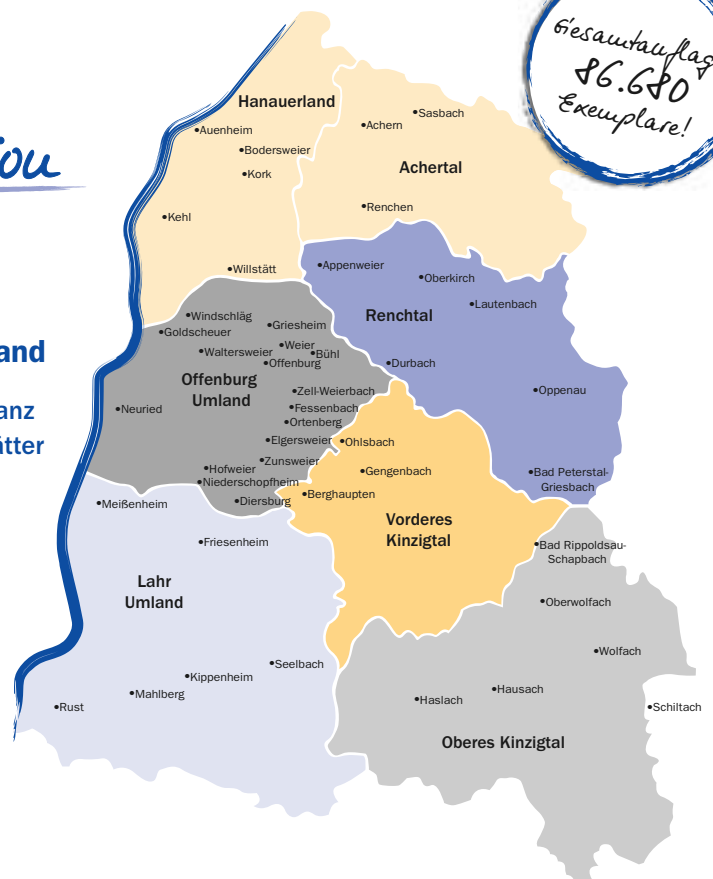 Gesamtauflag
86.680
Exemplare!
Hanauerland
Auenheim
Bodersweier
Kork
Kehl
Willstätt
Sasbach
Achern
Achertal
Renchen
Appenweier
Oberkirch
Lautenbach
Renchtal
Durbach
Oppenau
Bad Peterstal-
Griesbach
and
anz
ätter
Windschläg
Goldscheuer
Griesheim
Weier
Waltersweier
Bühl
Offenburg
Offenburg
Umland
Zell-Weierbach
Neuried
Fessenbach
Ortenberg
Elgersweier
Zunsweier
Hofweier
Niederschopfheim
Diersburg
Ohlsbach
Gengenbach
Berghaupten
Vorderes
Kinzigtal
Meißenheim
Friesenheim
Lahr
Umland
Seelbach
Kippenheim
Mahlberg
Rust
Bad Rippoldsau-
Schapbach
Oberwolfach
Wolfach
Hausach
Haslach
Schiltach
Oberes Kinzigtal